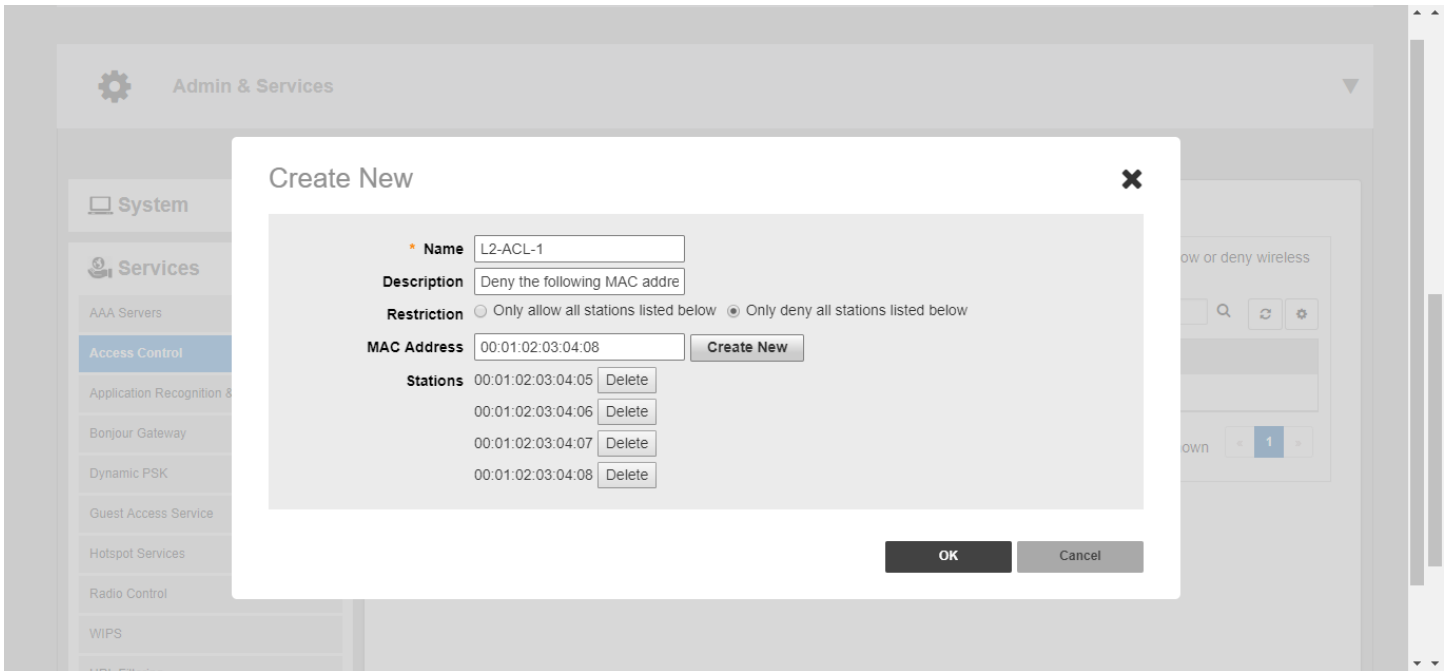 Admin & Services
Create New
System
* Name L2-ACL-1
ow or deny wireless
Services
Description Deny the following MAC addre
AAA Servers
Restriction Only allow all stations listed below Only deny all stations listed below
Access Control
MAC Address 00:01:02:03:04:08 Create New
Stations 00:01:02:03:04:05 Delete
Application Recognition &
00:01:02:03:04:06 Delete
Bonjour Gateway
00:01:02:03:04:07 Delete
own « 1 »
Dynamic PSK
00:01:02:03:04:08 Delete
Guest Access Service
Hotspot Services
OK Cancel
Radio Control
WIPS